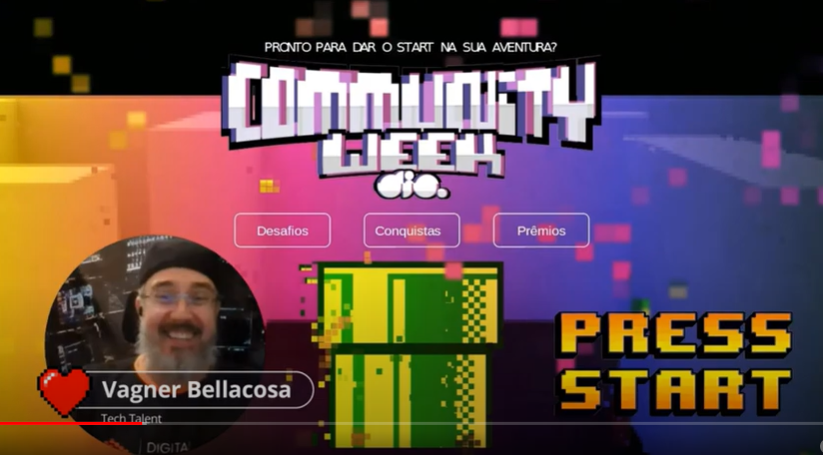 PRONTO PARA DAR O START NA SUA AVENTURA?
COMMUNITY
WEEK
dio.
Desafios
Conquistas
Prêmios
PRESS
START
Vagner Bellacosa
Tech Talent
DIGITAL